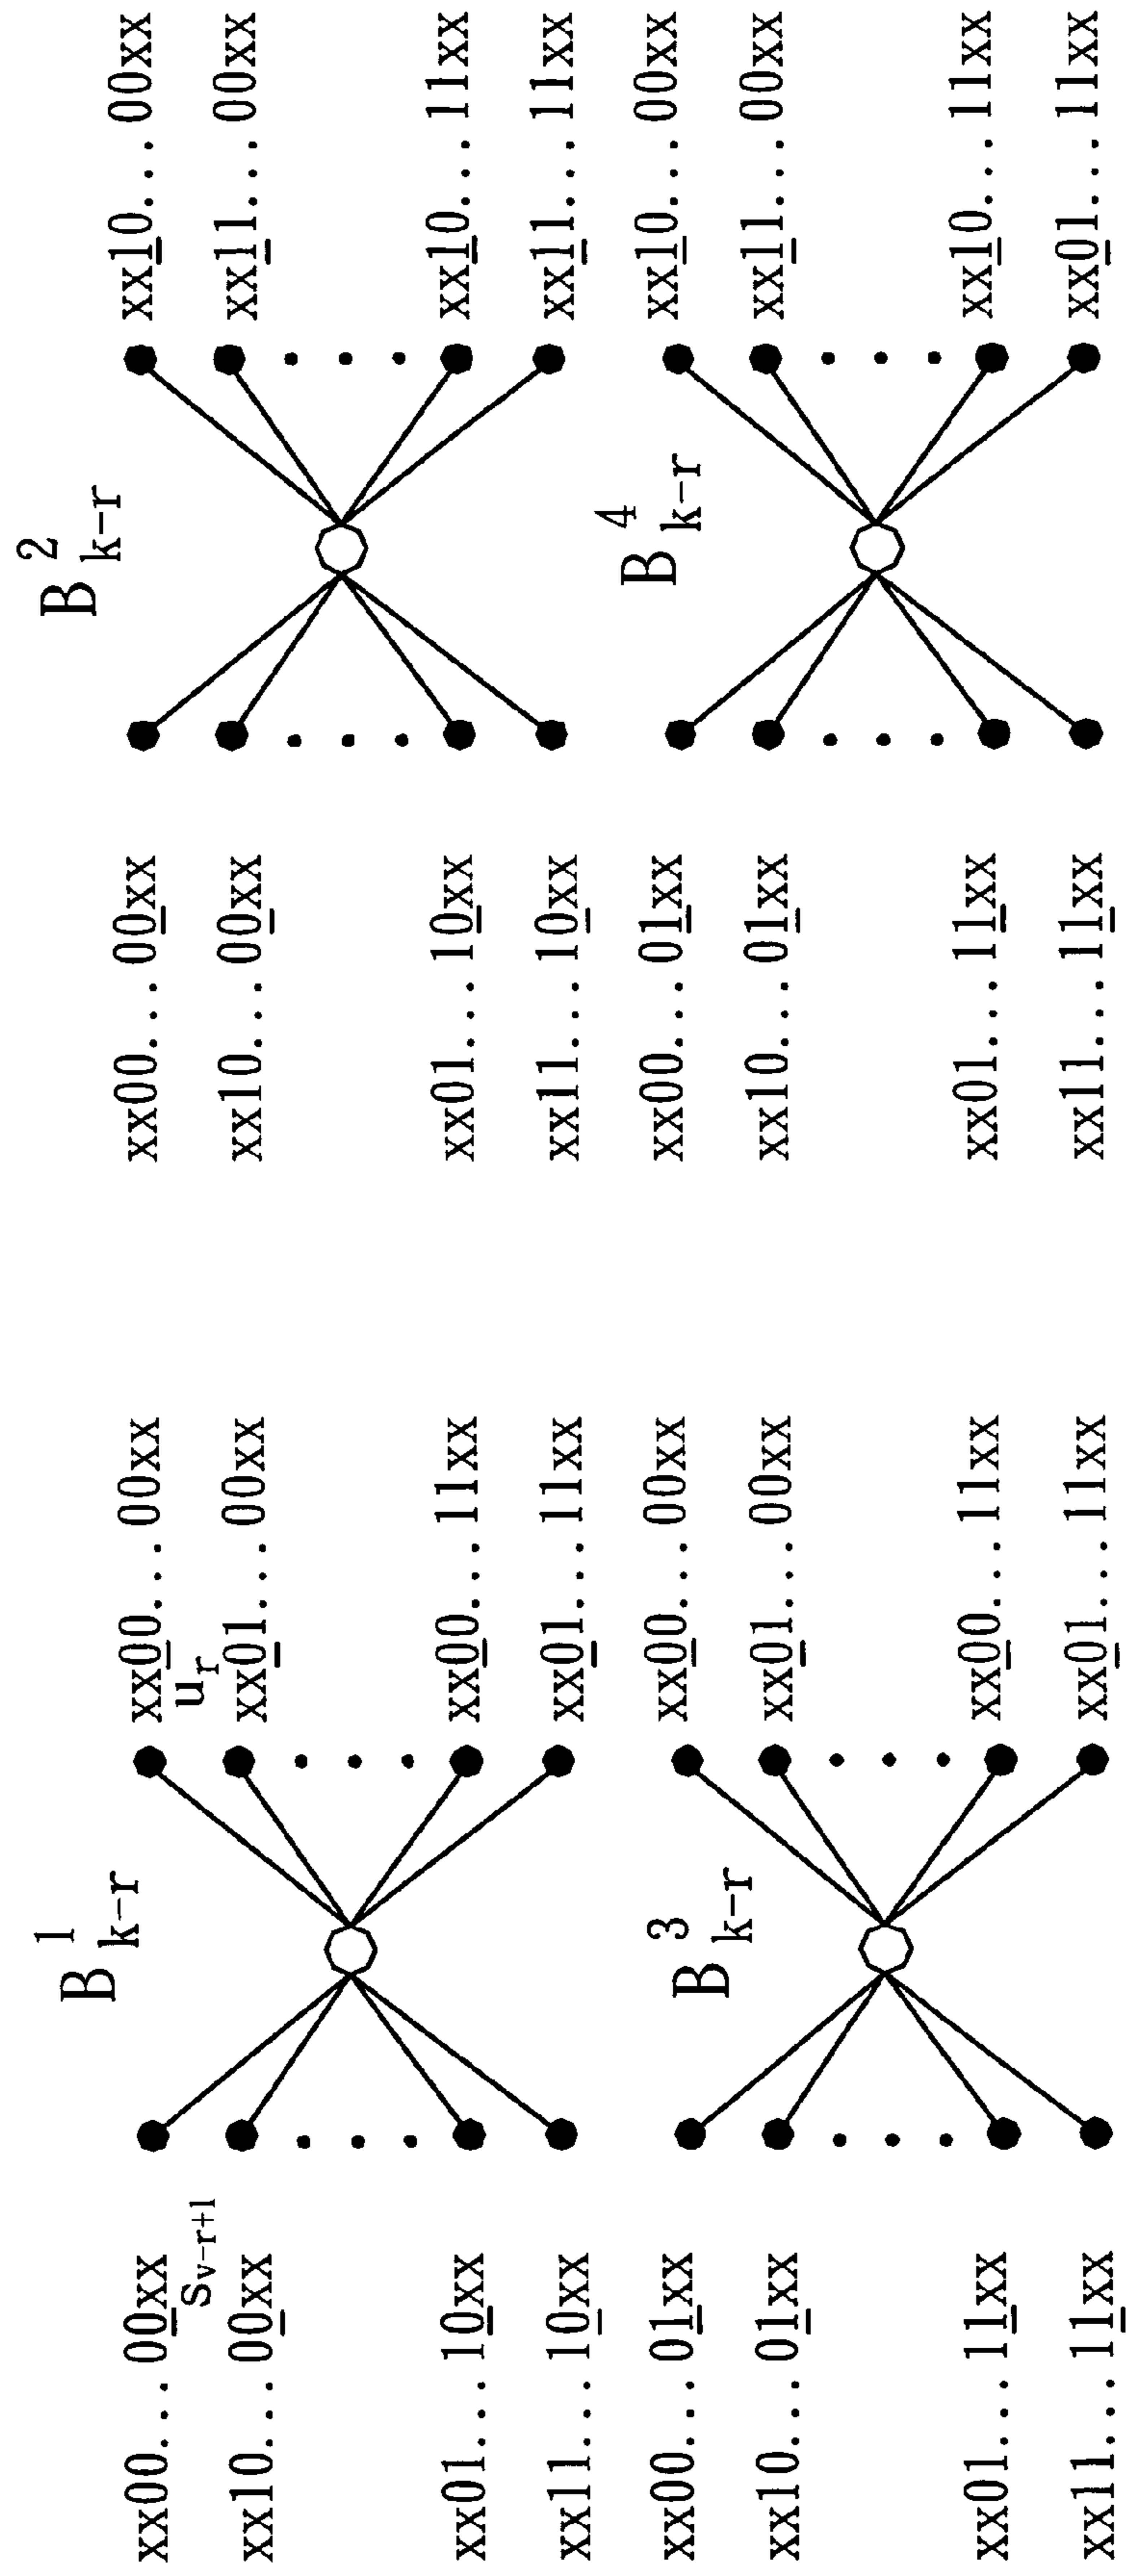 B¹k-r B²k-r
xx00...00xx xx00...00xx xx00...00xx xx10...00xx
Sv-r+1 ur
xx10...00xx xx01...00xx xx10...00xx xx11...00xx
xx01...10xx xx00...11xx xx01...10xx xx10...11xx
xx11...10xx xx01...11xx xx11...10xx xx11...11xx
B³k-r B⁴k-r
xx00...01xx xx00...00xx xx00...01xx xx10...00xx
xx10...01xx xx01...00xx xx10...01xx xx11...00xx
xx01...11xx xx00...11xx xx01...11xx xx10...11xx
xx11...11xx xx01...11xx xx11...11xx xx01...11xx